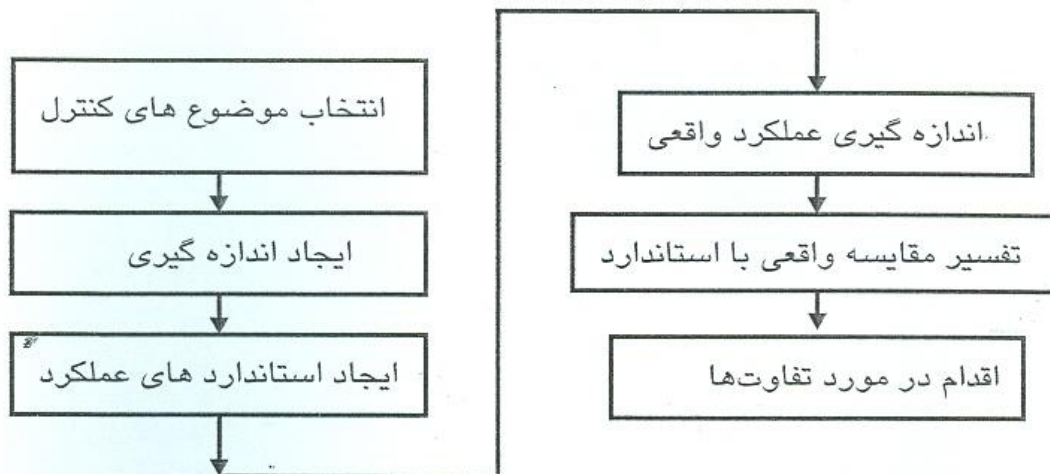 انتخاب موضوع های کنترل
ایجاد اندازه گیری
ایجاد استاندارد های عملکرد
اندازه گیری عملکرد واقعی
تفسیر مقایسه واقعی با استاندارد
اقدام در مورد تفاوت‌ها